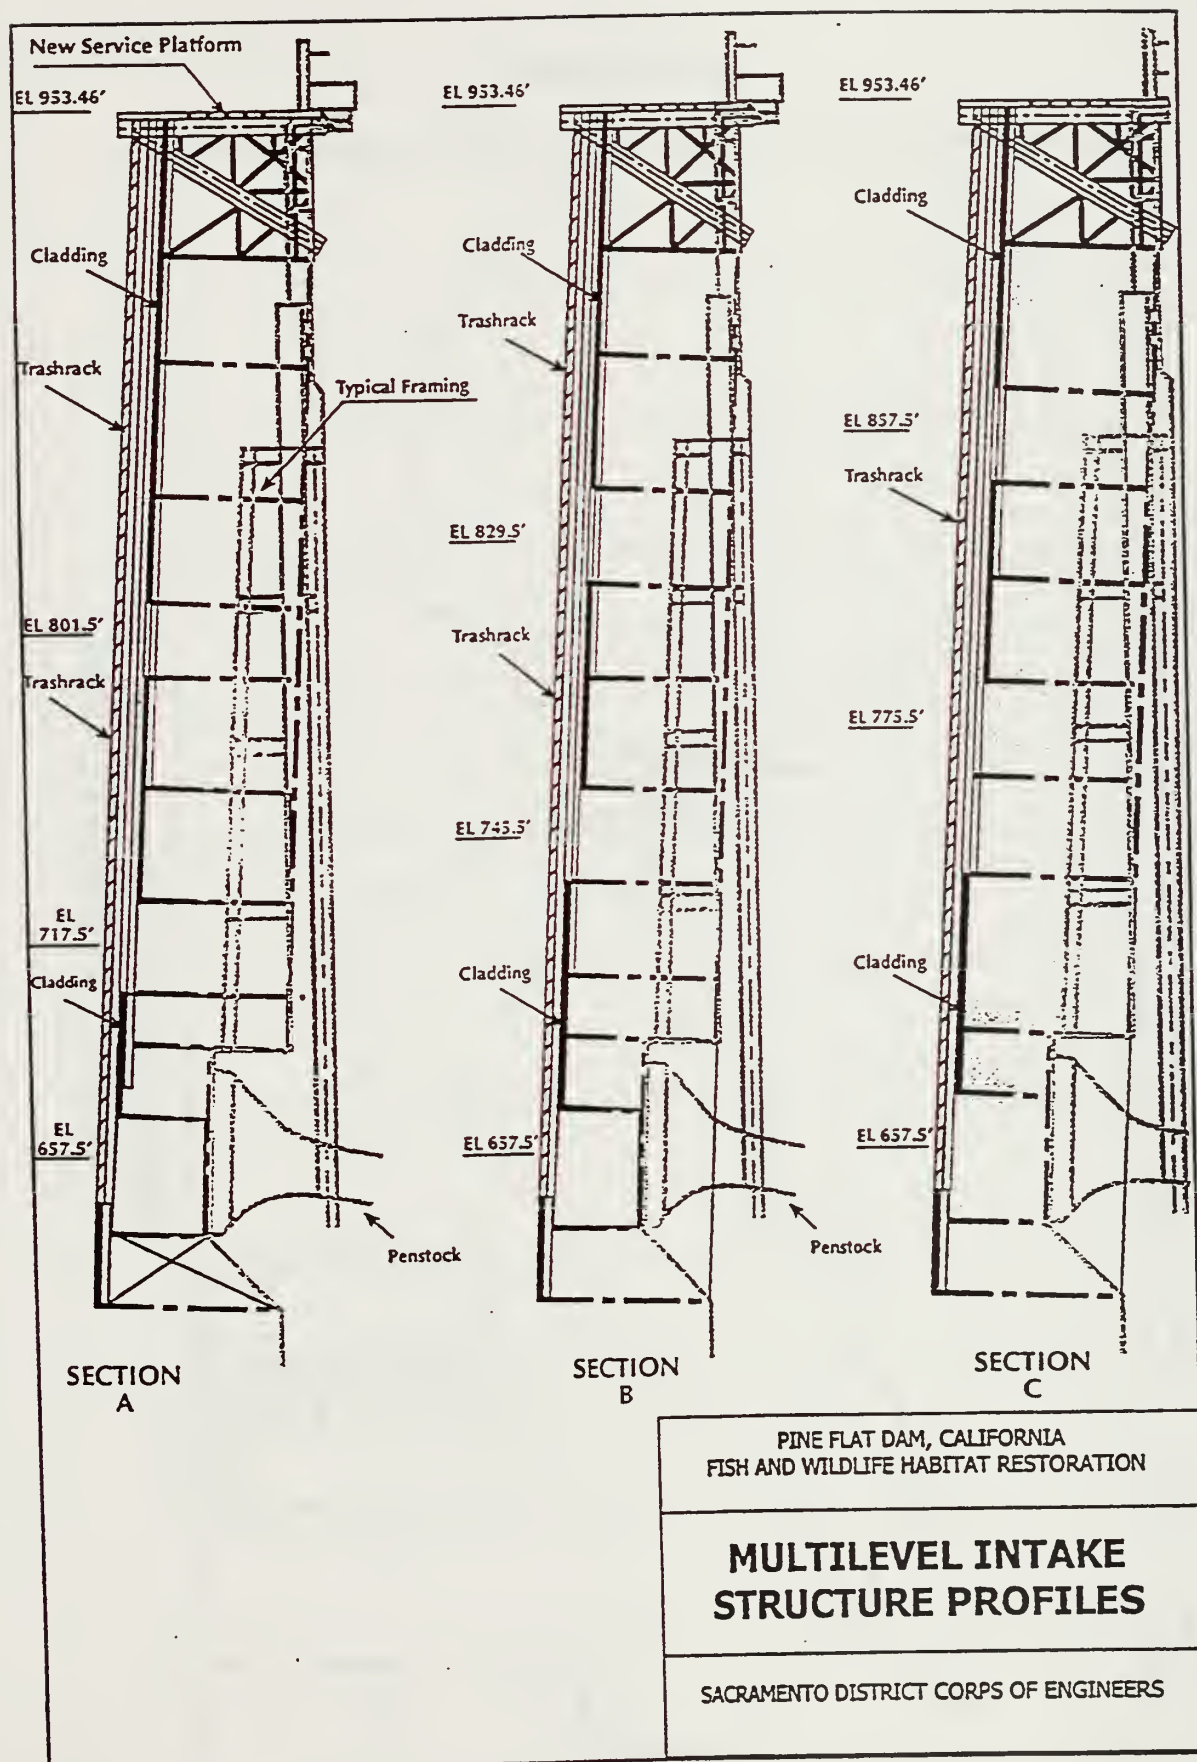 New Service Platform
EL 953.46'
Cladding
Trashrack
Typical Framing
EL 801.5'
Trashrack
EL
717.5'
Cladding
EL
657.5'
Penstock
SECTION
A
EL 953.46'
Cladding
Trashrack
EL 829.5'
Trashrack
EL 745.5'
Cladding
EL 657.5'
Penstock
SECTION
B
EL 953.46'
Cladding
EL 857.5'
Trashrack
EL 775.5'
Cladding
EL 657.5'
SECTION
C
PINE FLAT DAM, CALIFORNIA
FISH AND WILDLIFE HABITAT RESTORATION
MULTILEVEL INTAKE
STRUCTURE PROFILES
SACRAMENTO DISTRICT CORPS OF ENGINEERS